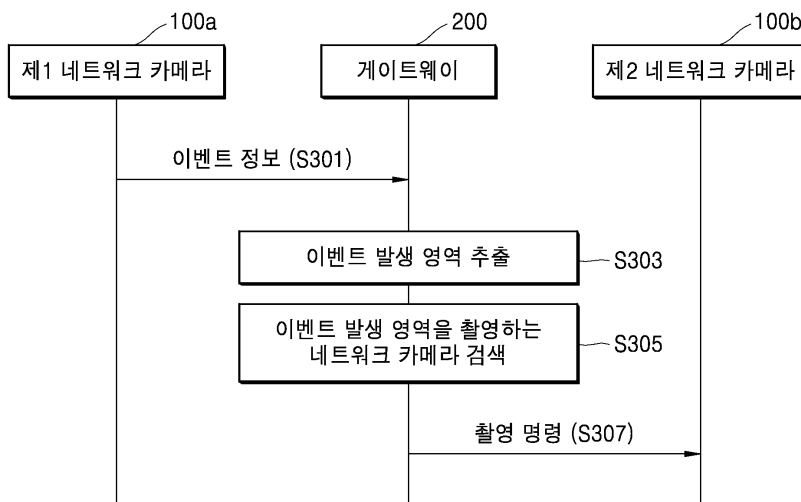 100a
200
100b
제1 네트워크 카메라
게이트웨이
제2 네트워크 카메라
이벤트 정보 (S301)
이벤트 발생 영역 추출
S303
이벤트 발생 영역을 촬영하는
네트워크 카메라 검색
S305
촬영 명령 (S307)